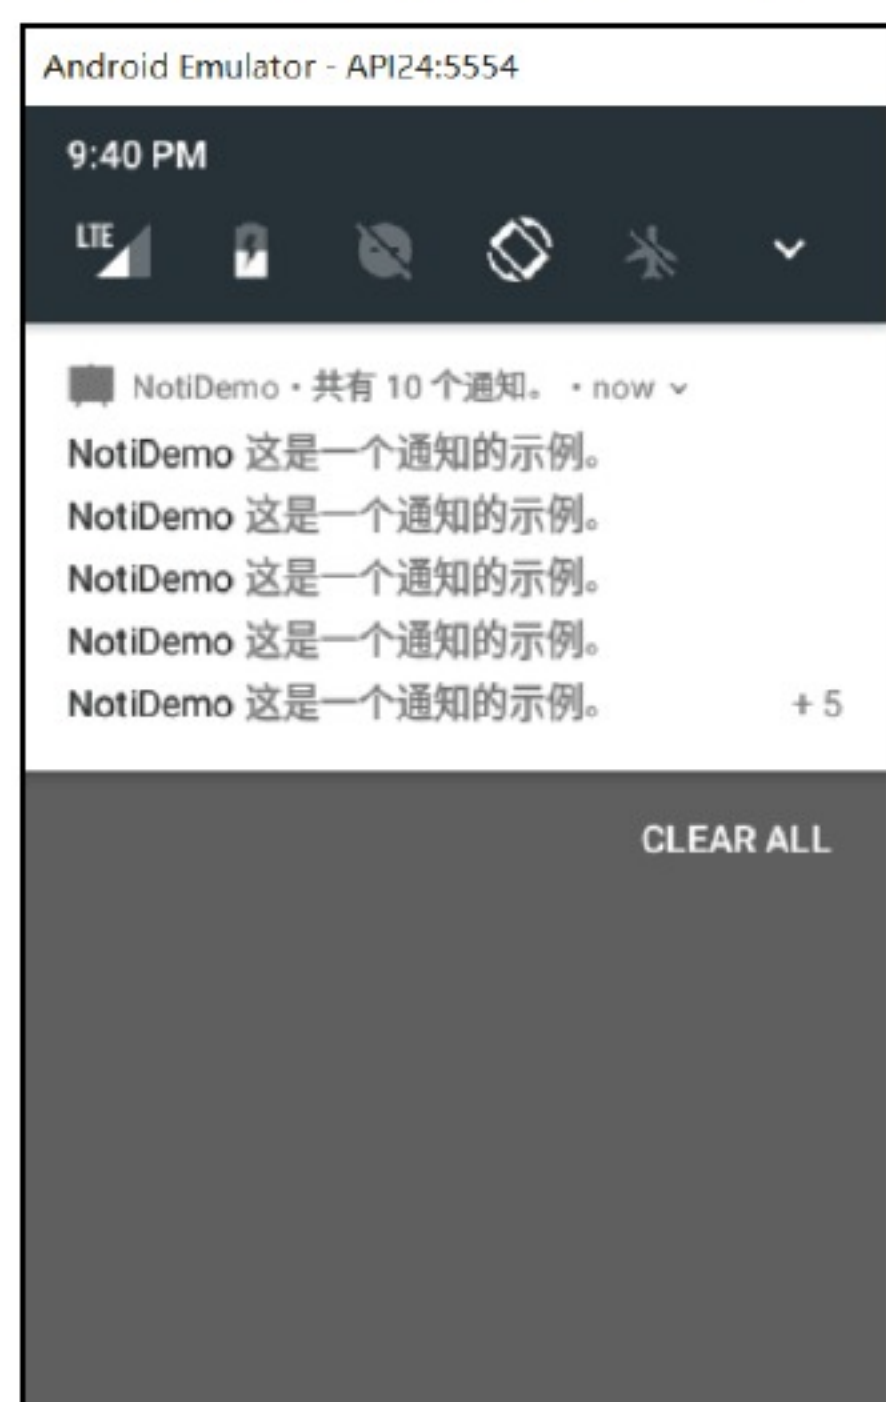 Android Emulator - API24:5554
9:40 PM
LTE
NotiDemo • 共有 10 个通知。 • now
NotiDemo 这是一个通知的示例。
NotiDemo 这是一个通知的示例。
NotiDemo 这是一个通知的示例。
NotiDemo 这是一个通知的示例。
NotiDemo 这是一个通知的示例。 + 5
CLEAR ALL